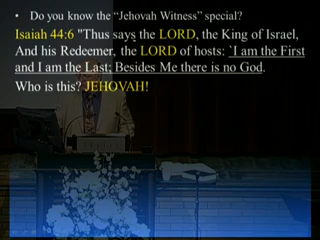 • Do you know the “Jehovah Witness” special?
Isaiah 44:6 "Thus says the LORD, the King of Israel,
And his Redeemer, the LORD of hosts: `I am the First
and I am the Last; Besides Me there is no God.
Who is this? JEHOVAH!